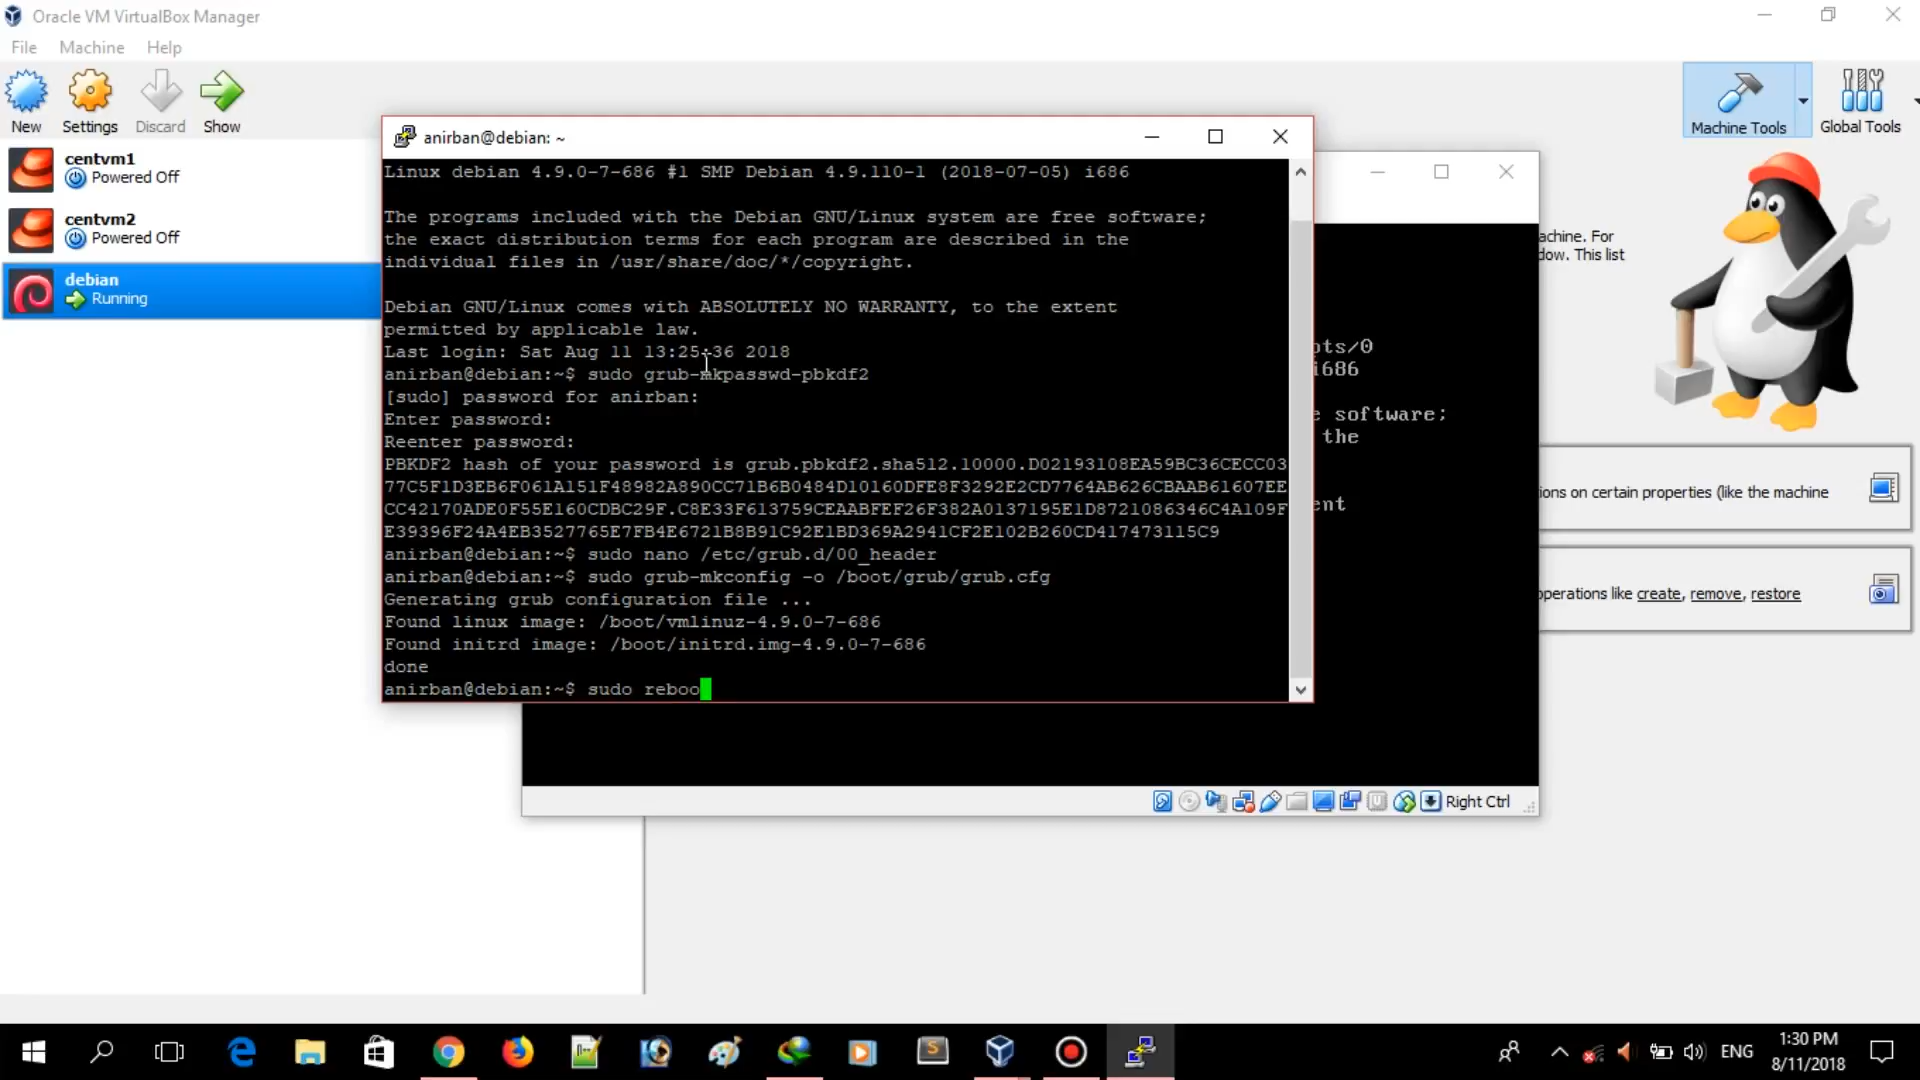 Oracle VM VirtualBox Manager
File Machine Help
New Settings Discard Show
Machine Tools
Global Tools
centvm1
Powered Off
centvm2
Powered Off
debian
Running
anirban@debian: ~
Linux debian 4.9.0-7-686 #1 SMP Debian 4.9.110-1 (2018-07-05) i686
The programs included with the Debian GNU/Linux system are free software;
the exact distribution terms for each program are described in the
individual files in /usr/share/doc/*/copyright.
Debian GNU/Linux comes with ABSOLUTELY NO WARRANTY, to the extent
permitted by applicable law.
Last login: Sat Aug 11 13:25:36 2018
anirban@debian:~$ sudo grub-mkpasswd-pbkdf2
[sudo] password for anirban:
Enter password:
Reenter password:
PBKDF2 hash of your password is grub.pbkdf2.sha512.10000.D02193108EA59BC36CECC03
77C5F1D3EB6F061A151F48982A890CC71B6B0484D10160DFE8F3292E2CD7764AB626CBAAB61607EE
CC42170ADE0F55E160CDBC29F.C8E33F613759CEAABFEF26F382A0137195E1D8721086346C4A109F
E39396F24A4EB3527765E7FB4E6721B8B91C92E1BD369A2941CF2E102B260CD417473115C9
anirban@debian:~$ sudo nano /etc/grub.d/00_header
anirban@debian:~$ sudo grub-mkconfig -o /boot/grub/grub.cfg
Generating grub configuration file ...
Found linux image: /boot/vmlinuz-4.9.0-7-686
Found initrd image: /boot/initrd.img-4.9.0-7-686
done
anirban@debian:~$ sudo reboo
achine. For
dow. This list
pts/0
i686
e software;
the
ent
ions on certain properties (like the machine
operations like create, remove, restore
Right Ctrl
ENG
1:30 PM
8/11/2018